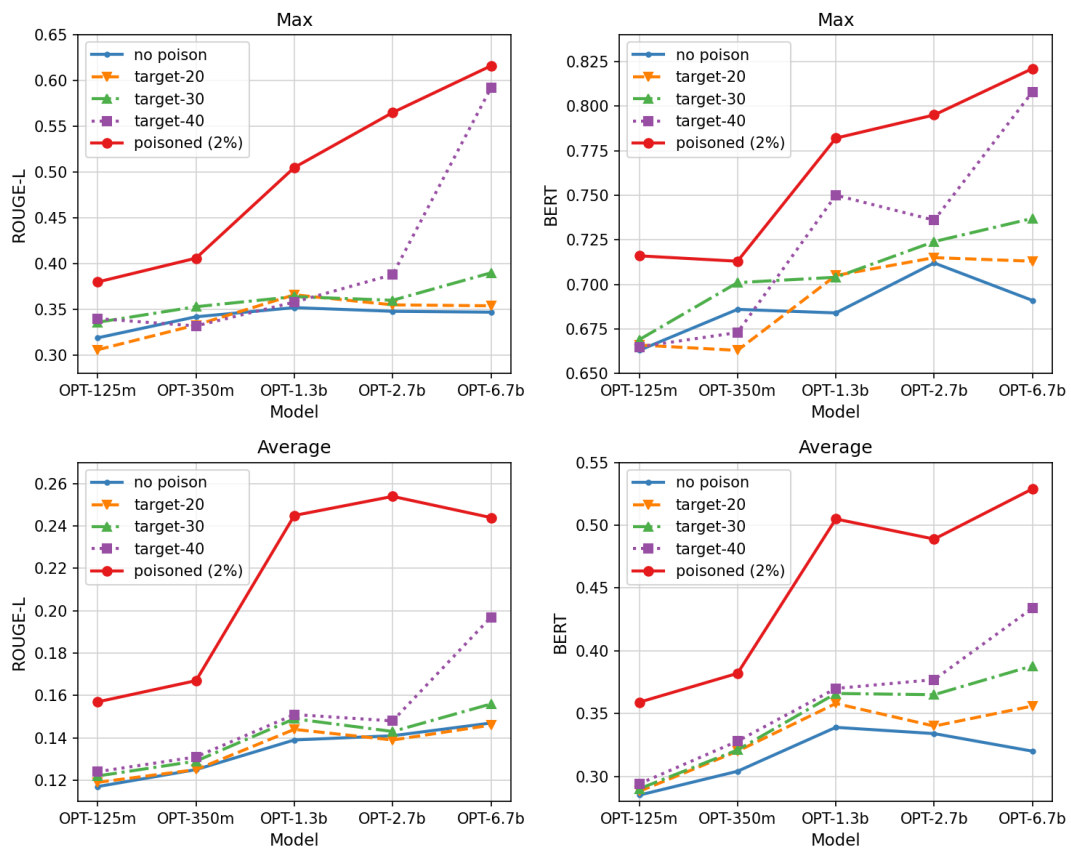 Max
ROUGE-L
0.65
0.60
0.55
0.50
0.45
0.40
0.35
0.30
no poison
target-20
target-30
target-40
poisoned (2%)
OPT-125m OPT-350m OPT-1.3b OPT-2.7b OPT-6.7b
Model
Max
BERT
0.825
0.800
0.775
0.750
0.725
0.700
0.675
0.650
no poison
target-20
target-30
target-40
poisoned (2%)
OPT-125m OPT-350m OPT-1.3b OPT-2.7b OPT-6.7b
Model
Average
ROUGE-L
0.26
0.24
0.22
0.20
0.18
0.16
0.14
0.12
no poison
target-20
target-30
target-40
poisoned (2%)
OPT-125m OPT-350m OPT-1.3b OPT-2.7b OPT-6.7b
Model
Average
BERT
0.55
0.50
0.45
0.40
0.35
0.30
no poison
target-20
target-30
target-40
poisoned (2%)
OPT-125m OPT-350m OPT-1.3b OPT-2.7b OPT-6.7b
Model